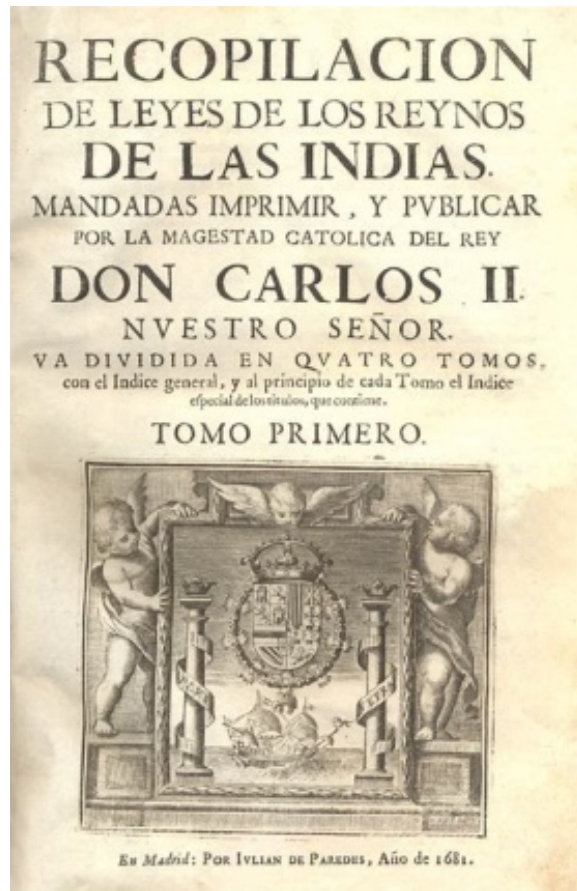 RECOPILACION
DE LEYES DE LOS REYNOS
DE LAS INDIAS.
MANDADAS IMPRIMIR, Y PVBLICAR
POR LA MAGESTAD CATOLICA DEL REY
DON CARLOS II.
NVESTRO SEÑOR.
VA DIVIDIDA EN QVATRO TOMOS,
con el Indice general, y al principio de cada Tomo el Indice
eſpecial de los titulos, que contiene.
TOMO PRIMERO.
En Madrid: POR IVLIAN DE PAREDES, Año de 1681.